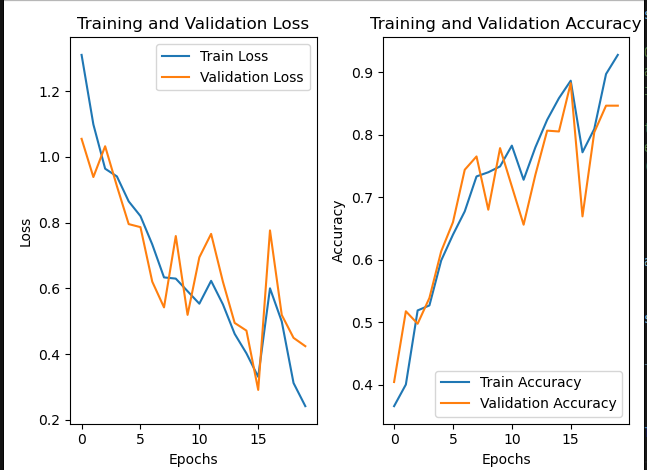 Training and Validation Loss
Train Loss
Validation Loss
1.2
1.0
0.8
0.6
0.4
0.2
Loss
0
5
10
15
Epochs
Training and Validation Accuracy
0.9
0.8
0.7
0.6
0.5
0.4
Accuracy
Train Accuracy
Validation Accuracy
0
5
10
15
Epochs